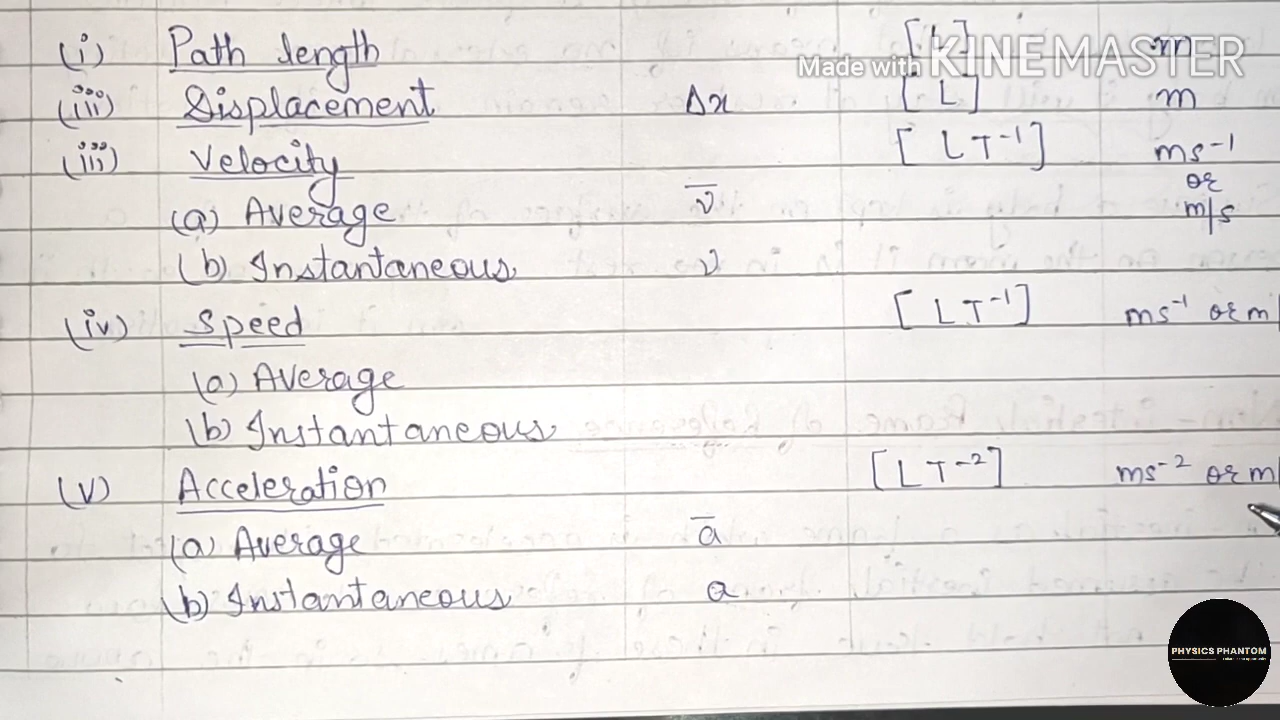 (i) Path length [L] m
Made with KINEMASTER
(iii) Displacement Δx [L] m
(iii) Velocity [LT⁻¹] ms⁻¹
or
(a) Average v̅ m/s
(b) Instantaneous v
(iv) Speed [LT⁻¹] ms⁻¹ or m
(a) Average
(b) Instantaneous
(v) Acceleration [LT⁻²] ms⁻² or m
(a) Average a̅
(b) Instantaneous a
PHYSICS PHANTOM